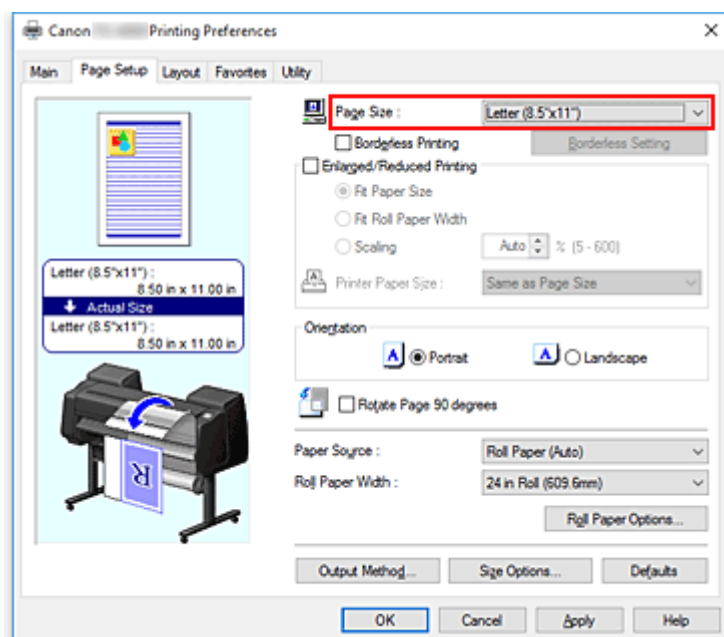 Canon Printing Preferences
Main Page Setup Layout Favorites Utility
Page Size : Letter (8.5"x11")
Borderless Printing Borderless Setting
Enlarged/Reduced Printing
Fit Paper Size
Fit Roll Paper Width
Scaling Auto % (5 - 600)
Printer Paper Size : Same as Page Size
Letter (8.5"x11") :
8.50 in x 11.00 in
Actual Size
Letter (8.5"x11") :
8.50 in x 11.00 in
Orientation
A Portrait A Landscape
Rotate Page 90 degrees
R
Paper Source : Roll Paper (Auto)
Roll Paper Width : 24 in Roll (609.6mm)
Roll Paper Options...
Output Method... Size Options... Defaults
OK Cancel Apply Help